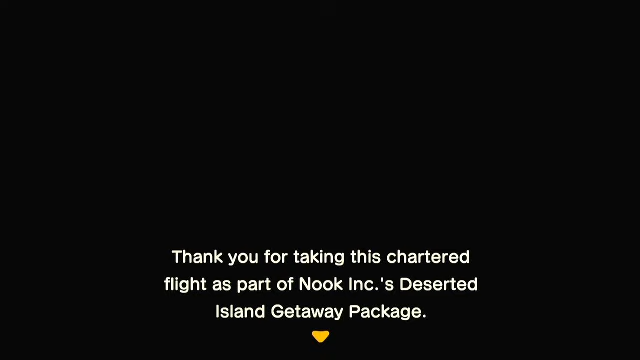 Thank you for taking this chartered
flight as part of Nook Inc.'s Deserted
Island Getaway Package.